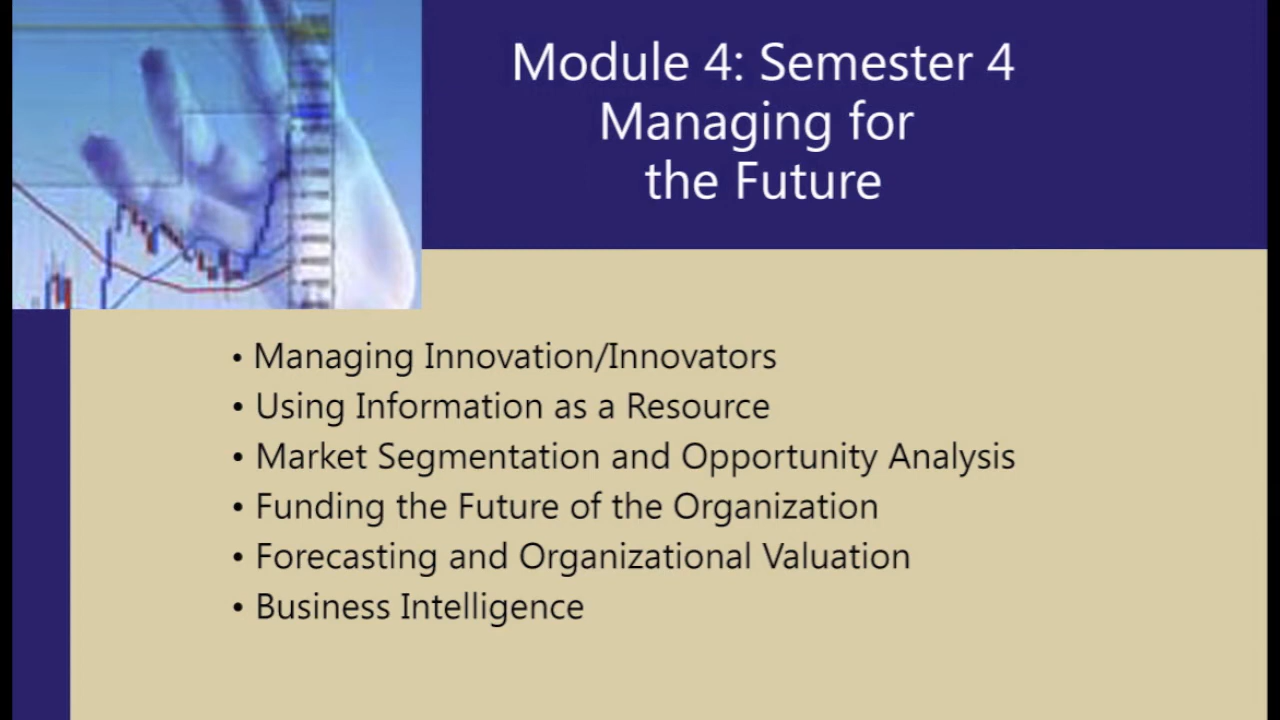 Module 4: Semester 4
Managing for
the Future
• Managing Innovation/Innovators
• Using Information as a Resource
• Market Segmentation and Opportunity Analysis
• Funding the Future of the Organization
• Forecasting and Organizational Valuation
• Business Intelligence